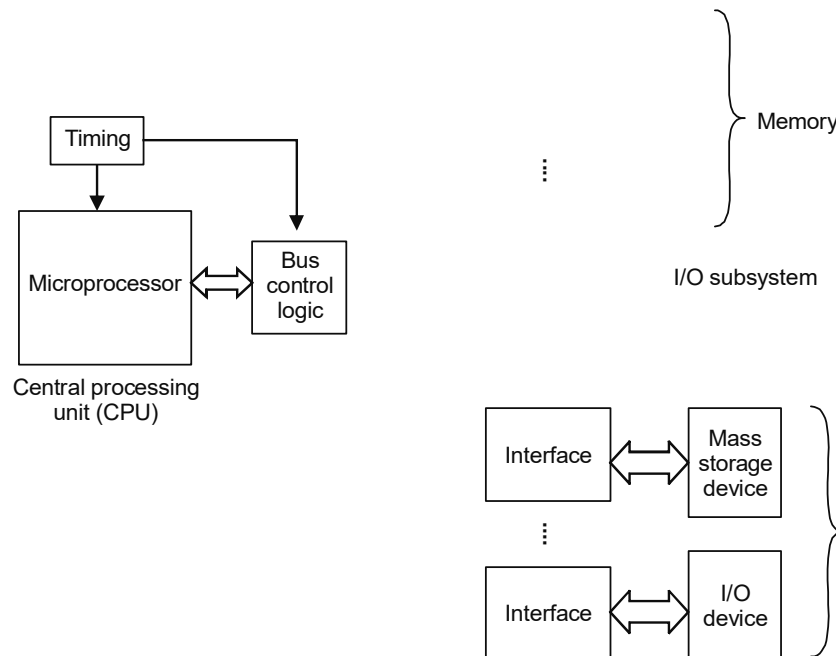 Timing
Memory
Microprocessor
Bus
control
logic
I/O subsystem
Central processing
unit (CPU)
Interface
Mass
storage
device
Interface
I/O
device